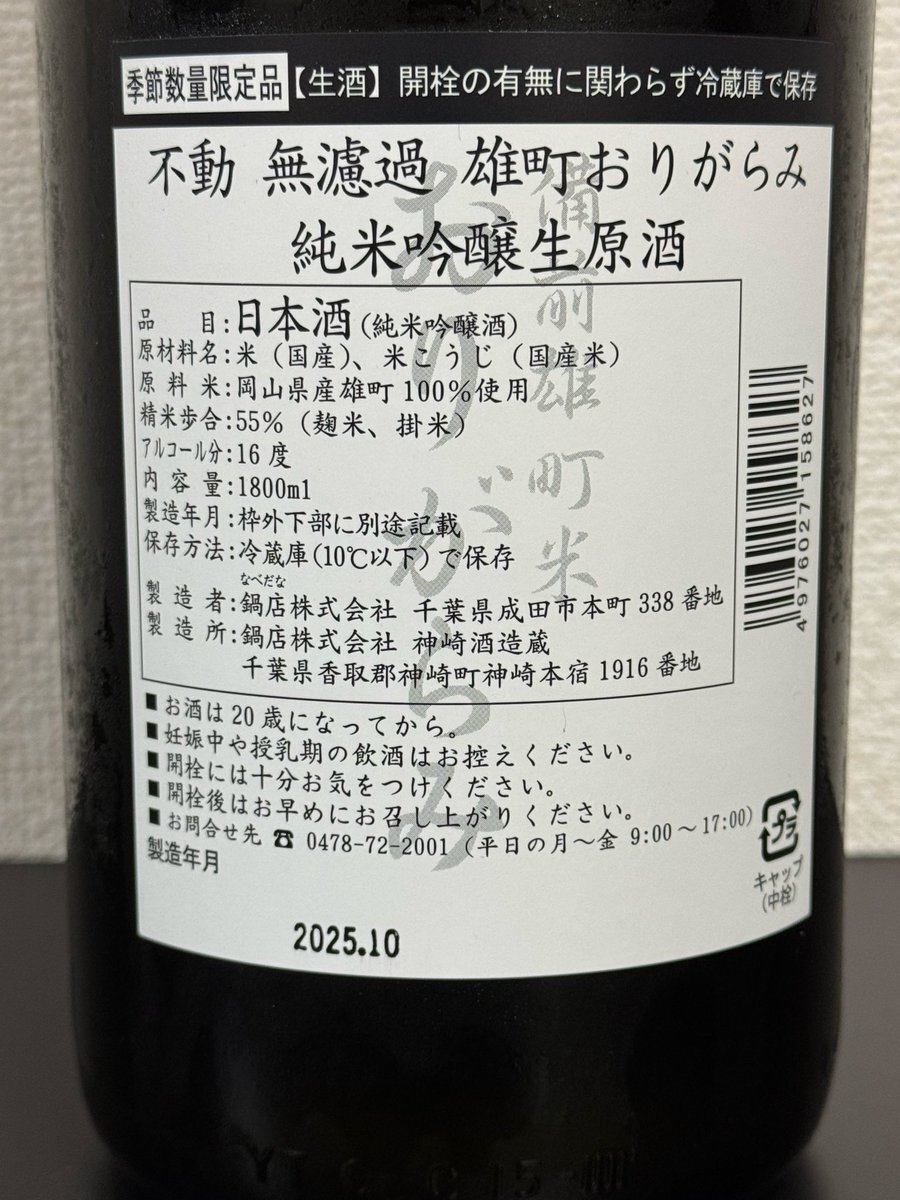 季節数量限定品【生酒】開栓の有無に関わらず冷蔵庫で保存
不動 無濾過 雄町おりがらみ
純米吟醸生原酒
備前雄町米
おりがらみ
品目:日本酒(純米吟醸酒)
原材料名:米(国産)、米こうじ(国産米)
原料米:岡山県産雄町100%使用
精米歩合:55%(麹米、掛米)
アルコール分:16度
内容量:1800ml
製造年月:枠外下部に別途記載
保存方法:冷蔵庫(10℃以下)で保存
なべだな
製造者:鍋店株式会社 千葉県成田市本町338番地
製造所:鍋店株式会社 神崎酒造蔵
千葉県香取郡神崎町神崎本宿1916番地
■お酒は20歳になってから。
■妊娠中や授乳期の飲酒はお控えください。
■開栓には十分お気をつけください。
■開栓後はお早めにお召し上がりください。
■お問合せ先 ☎ 0478-72-2001(平日の月~金 9:00~17:00)
製造年月
2025.10
4976027158627
プラ
キャップ
(中栓)